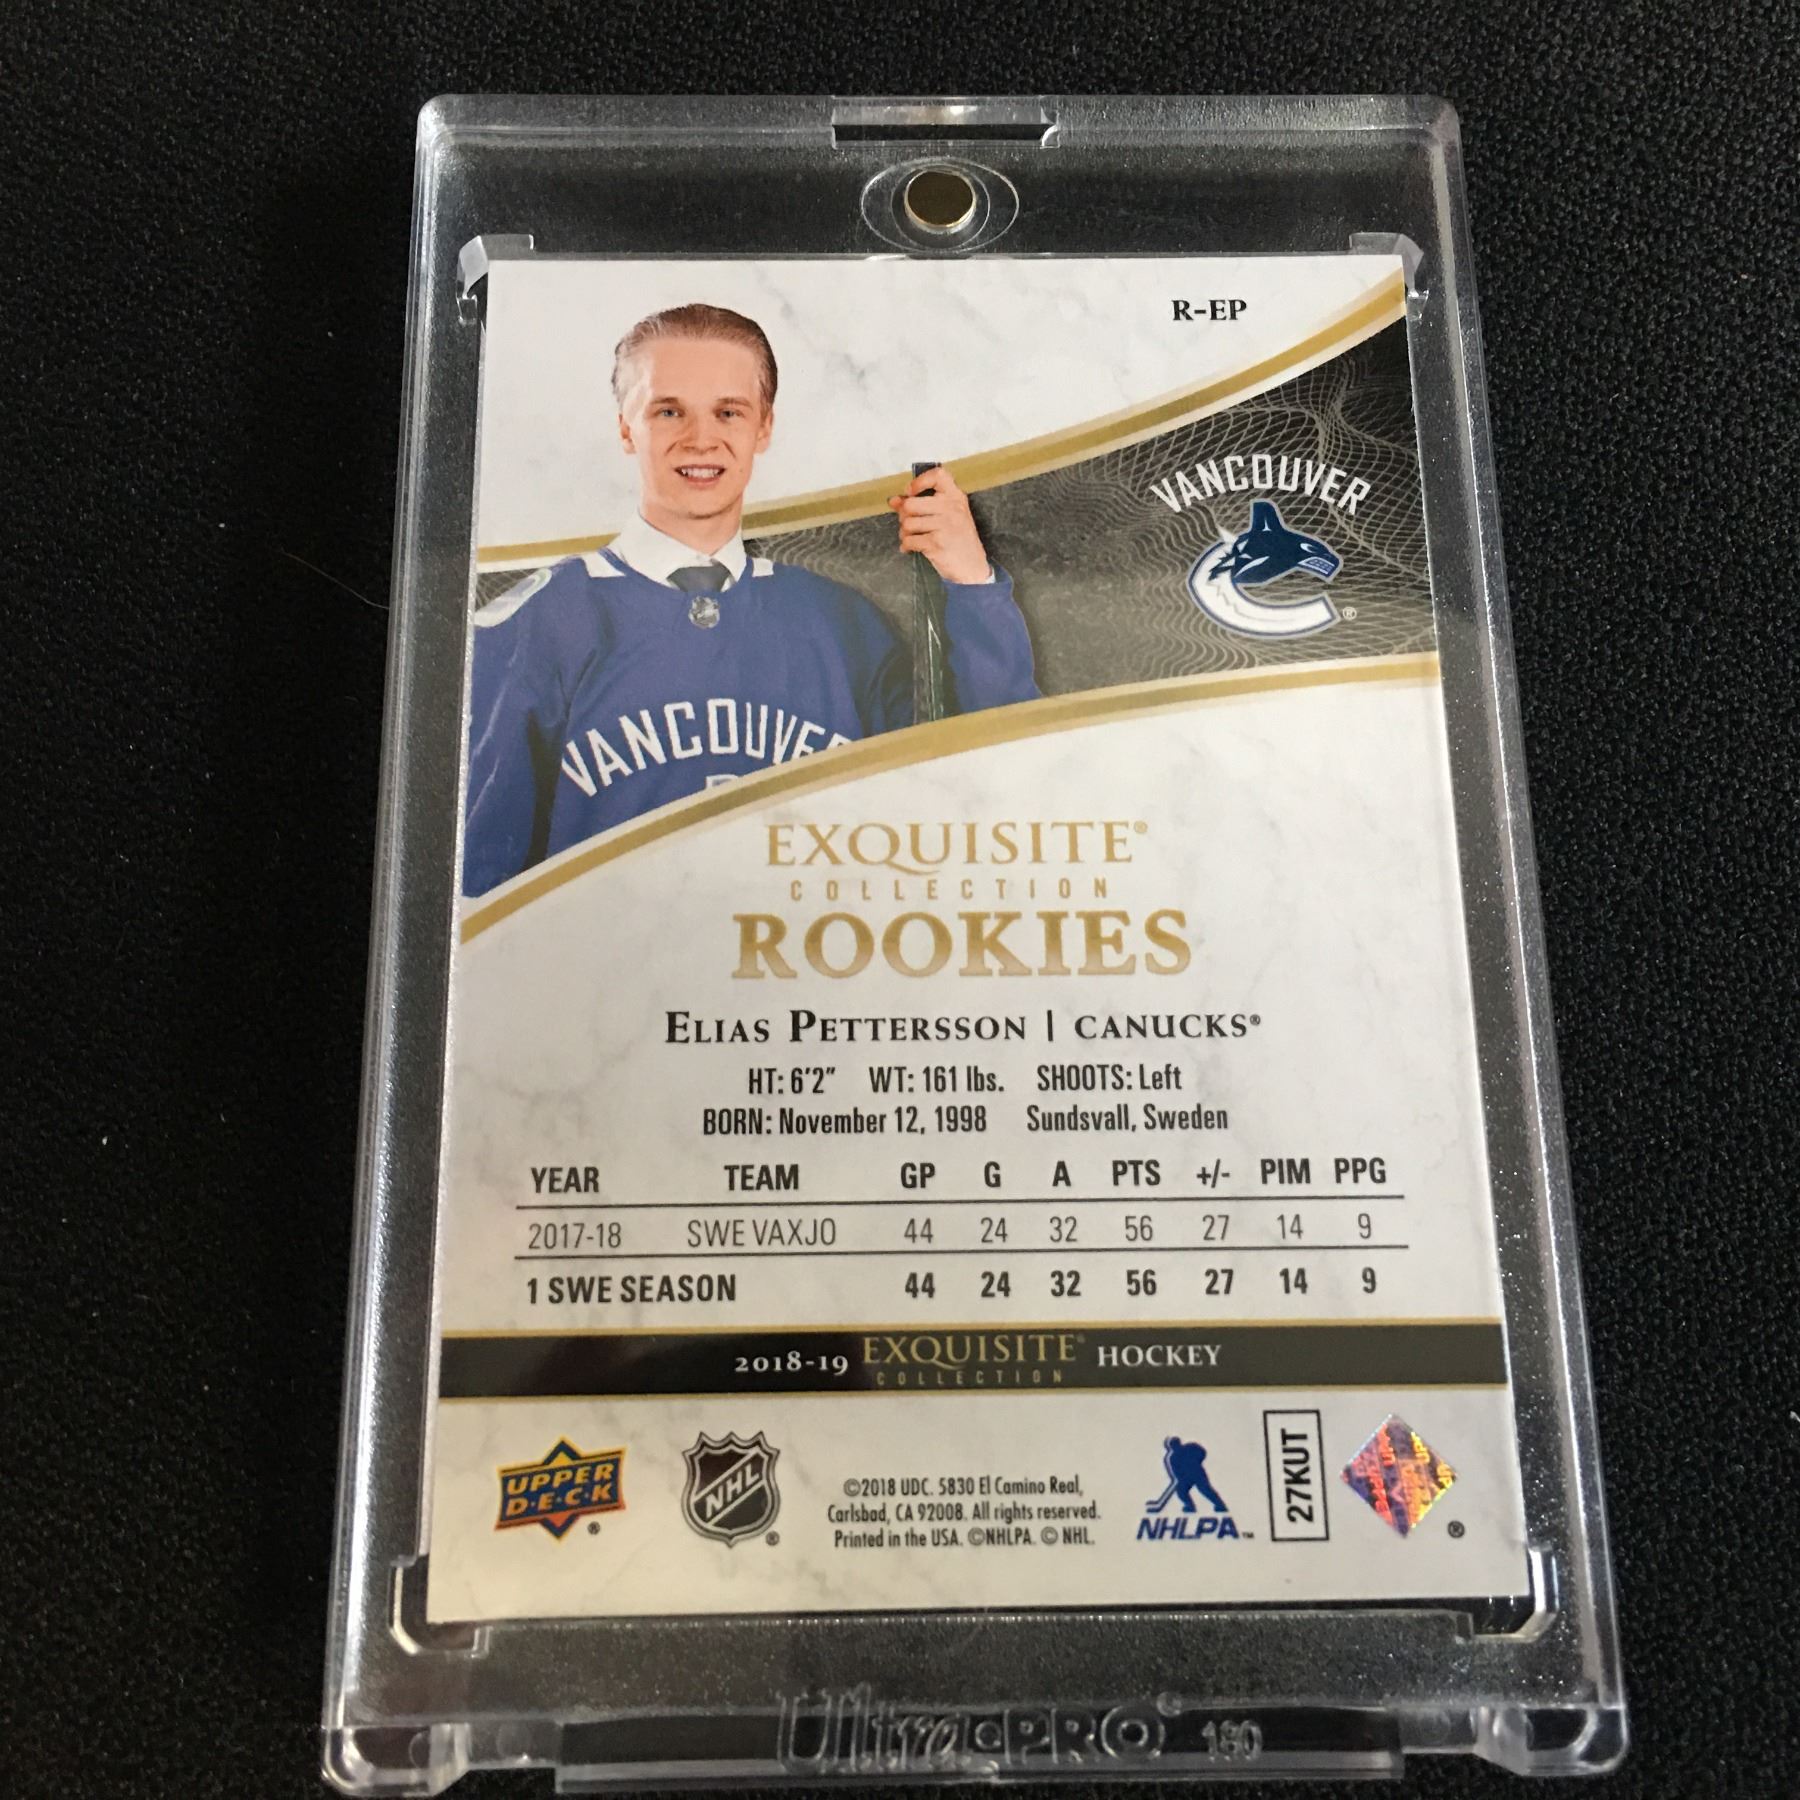 R-EP
VANCOUVER
®
VANCOUVE
EXQUISITE®
COLLECTION
ROOKIES
ELIAS PETTERSSON | CANUCKS®
HT: 6'2" WT: 161 lbs. SHOOTS: Left
BORN: November 12, 1998 Sundsvall, Sweden
YEAR TEAM GP G A PTS +/- PIM PPG
2017-18 SWE VAXJO 44 24 32 56 27 14 9
1 SWE SEASON 44 24 32 56 27 14 9
2018-19 EXQUISITE® HOCKEY
COLLECTION
UPPER
D·E·C·K
®
NHL
®
©2018 UDC. 5830 El Camino Real,
Carlsbad, CA 92008. All rights reserved.
Printed in the USA. ©NHLPA. © NHL.
NHLPA™
27KUT
®
Ultra·PRO® 180